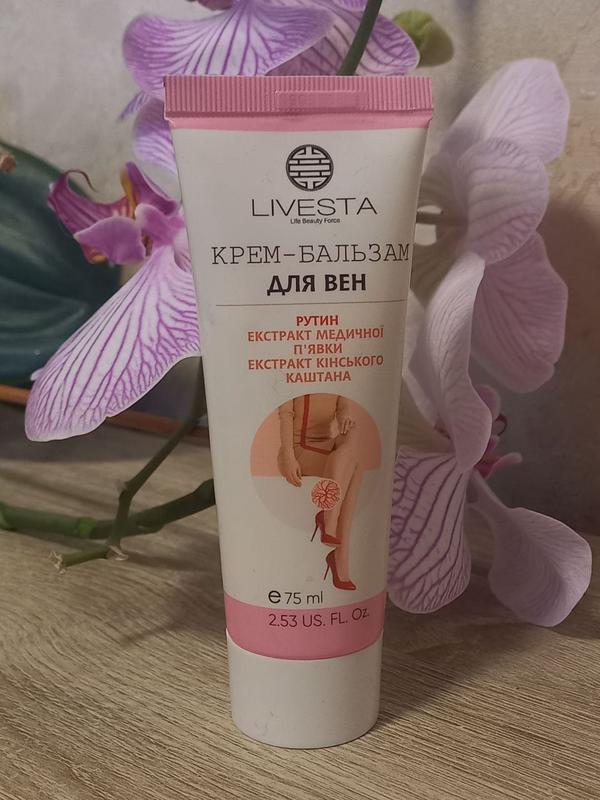 LIVESTA
Life Beauty Force
КРЕМ-БАЛЬЗАМ
ДЛЯ ВЕН
РУТИН
ЕКСТРАКТ МЕДИЧНОЇ
П'ЯВКИ
ЕКСТРАКТ КІНСЬКОГО
КАШТАНА
℮ 75 ml
2.53 US. FL. Oz.